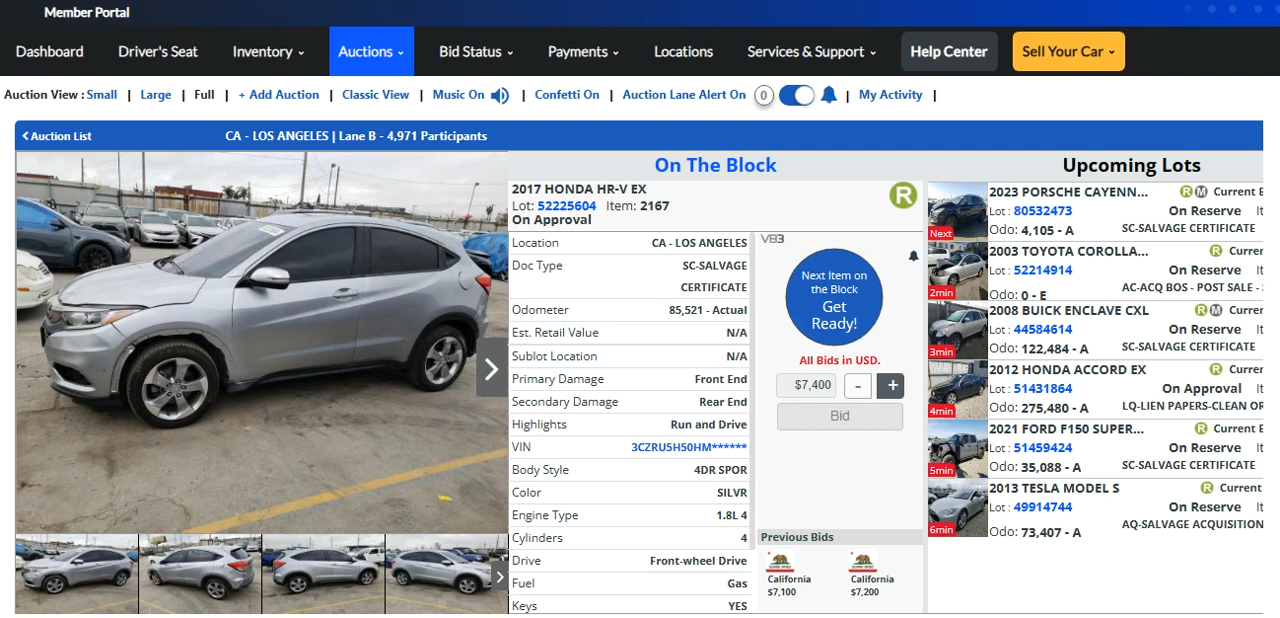 Member Portal
Dashboard Driver's Seat Inventory Auctions Bid Status Payments Locations Services & Support Help Center Sell Your Car
Auction View : Small | Large | Full | + Add Auction | Classic View | Music On | Confetti On | Auction Lane Alert On 0 | My Activity |
Auction List CA - LOS ANGELES | Lane B - 4,971 Participants
On The Block
2017 HONDA HR-V EX R
Lot: 52225604 Item: 2167
On Approval
Location CA - LOS ANGELES
Doc Type SC-SALVAGE
CERTIFICATE
Odometer 85,521 - Actual
Est. Retail Value N/A
Sublot Location N/A
Primary Damage Front End
Secondary Damage Rear End
Highlights Run and Drive
VIN 3CZRU5H50HM******
Body Style 4DR SPOR
Color SILVR
Engine Type 1.8L 4
Cylinders 4
Drive Front-wheel Drive
Fuel Gas
Keys YES
VB3
Next Item on
the Block
Get
Ready!
All Bids in USD.
$7,400 - +
Bid
Previous Bids
California California
$7,100 $7,200
Upcoming Lots
2023 PORSCHE CAYENN... R M Current
Lot : 80532473 On Reserve
Next Odo: 4,105 - A SC-SALVAGE CERTIFICATE
2003 TOYOTA COROLLA... R
Lot : 52214914 On Reserve
2min Odo: 0 - E AC-ACQ BOS - POST SALE -
2008 BUICK ENCLAVE CXL R M
Lot : 44584614 On Reserve
3min Odo: 122,484 - A SC-SALVAGE CERTIFICATE
2012 HONDA ACCORD EX R
Lot : 51431864 On Approval
4min Odo: 275,480 - A LQ-LIEN PAPERS-CLEAN OR
2021 FORD F150 SUPER... R Current
Lot : 51459424 On Reserve
5min Odo: 35,088 - A SC-SALVAGE CERTIFICATE
2013 TESLA MODEL S R Current
Lot : 49914744 On Reserve
6min Odo: 73,407 - A AQ-SALVAGE ACQUISITION